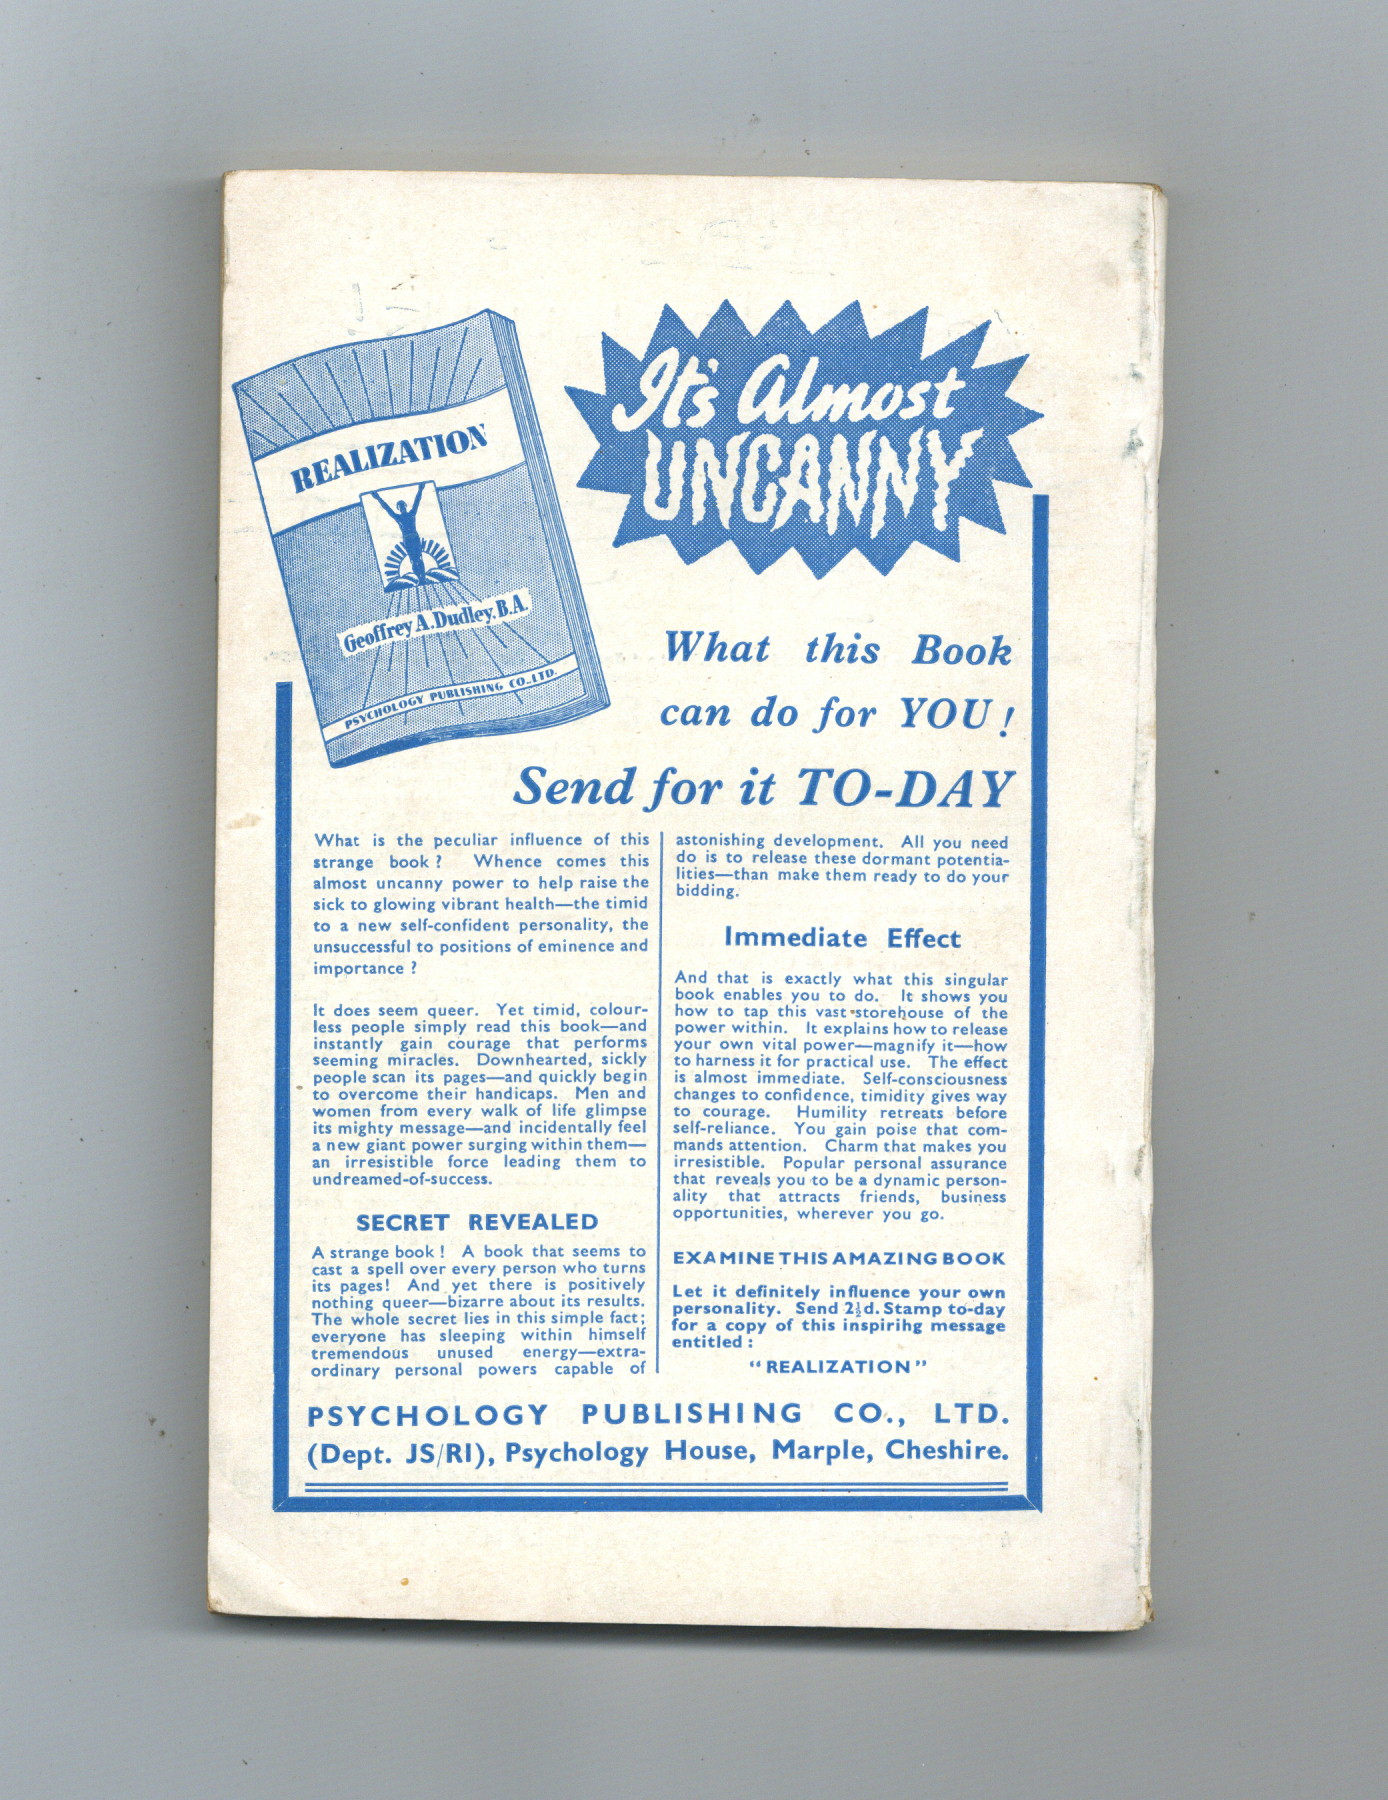 REALIZATION
Geoffrey A. Dudley, B.A.
PSYCHOLOGY PUBLISHING CO., LTD.
It's Almost
UNCANNY
What this Book
can do for YOU!
Send for it TO-DAY
What is the peculiar influence of this
strange book? Whence comes this
almost uncanny power to help raise the
sick to glowing vibrant health—the timid
to a new self-confident personality, the
unsuccessful to positions of eminence and
importance?
It does seem queer. Yet timid, colour-
less people simply read this book—and
instantly gain courage that performs
seeming miracles. Downhearted, sickly
people scan its pages—and quickly begin
to overcome their handicaps. Men and
women from every walk of life glimpse
its mighty message—and incidentally feel
a new giant power surging within them—
an irresistible force leading them to
undreamed-of-success.
SECRET REVEALED
A strange book! A book that seems to
cast a spell over every person who turns
its pages! And yet there is positively
nothing queer—bizarre about its results.
The whole secret lies in this simple fact;
everyone has sleeping within himself
tremendous unused energy—extra-
ordinary personal powers capable of
astonishing development. All you need
do is to release these dormant potentia-
lities—than make them ready to do your
bidding.
Immediate Effect
And that is exactly what this singular
book enables you to do. It shows you
how to tap this vast storehouse of the
power within. It explains how to release
your own vital power—magnify it—how
to harness it for practical use. The effect
is almost immediate. Self-consciousness
changes to confidence, timidity gives way
to courage. Humility retreats before
self-reliance. You gain poise that com-
mands attention. Charm that makes you
irresistible. Popular personal assurance
that reveals you to be a dynamic person-
ality that attracts friends, business
opportunities, wherever you go.
EXAMINE THIS AMAZING BOOK
Let it definitely influence your own
personality. Send 2½d. Stamp to-day
for a copy of this inspirihg message
entitled:
"REALIZATION"
PSYCHOLOGY PUBLISHING CO., LTD.
(Dept. JS/RI), Psychology House, Marple, Cheshire.